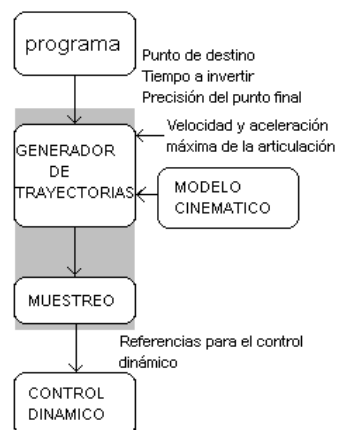 programa
Punto de destino
Tiempo a invertir
Precisión del punto final
Velocidad y aceleración
máxima de la articulación
GENERADOR
DE
TRAYECTORIAS
MODELO
CINEMATICO
MUESTREO
Referencias para el control
dinámico
CONTROL
DINAMICO